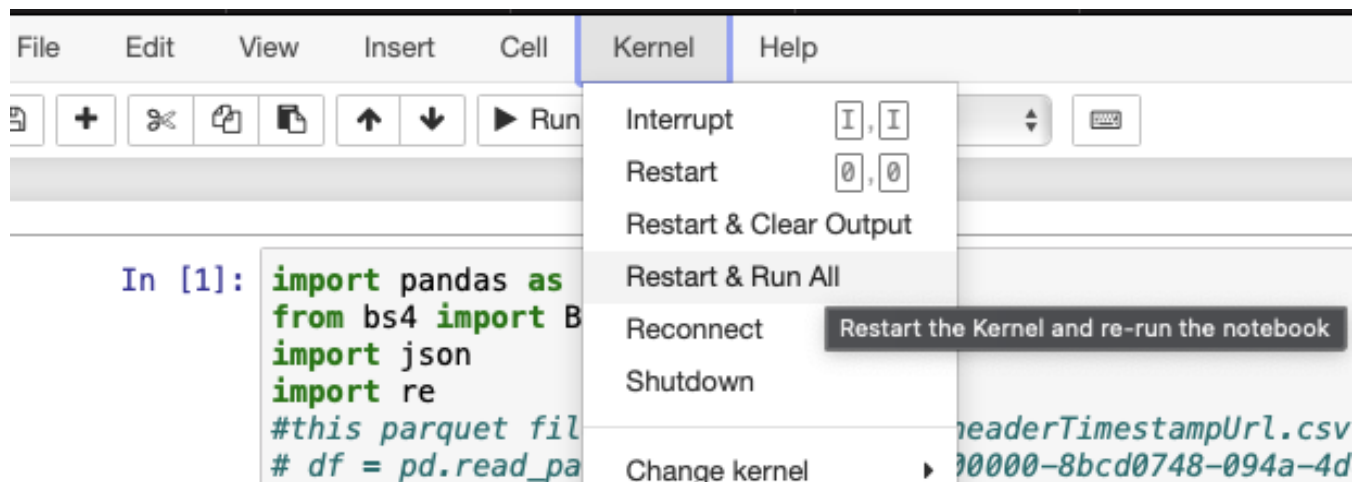 File Edit View Insert Cell Kernel Help
Run
Interrupt I,I
Restart 0,0
Restart & Clear Output
Restart & Run All
Reconnect
Restart the Kernel and re-run the notebook
Shutdown
Change kernel
In [1]: import pandas as
from bs4 import B
import json
import re
#this parquet fil
headerTimestampUrl.csv
# df = pd.read_pa
00000-8bcd0748-094a-4d